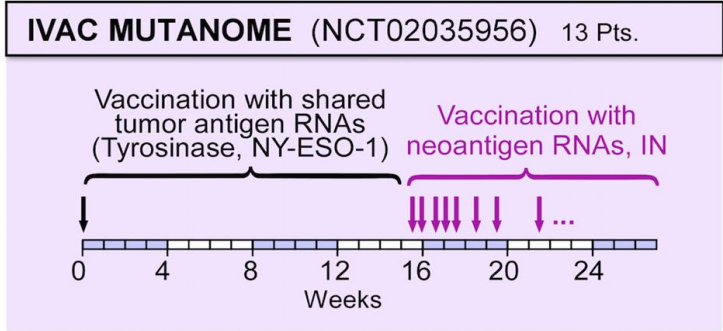 IVAC MUTANOME (NCT02035956) 13 Pts.
Vaccination with shared
tumor antigen RNAs
(Tyrosinase, NY-ESO-1)
Vaccination with
neoantigen RNAs, IN
...
0 4 8 12 16 20 24
Weeks